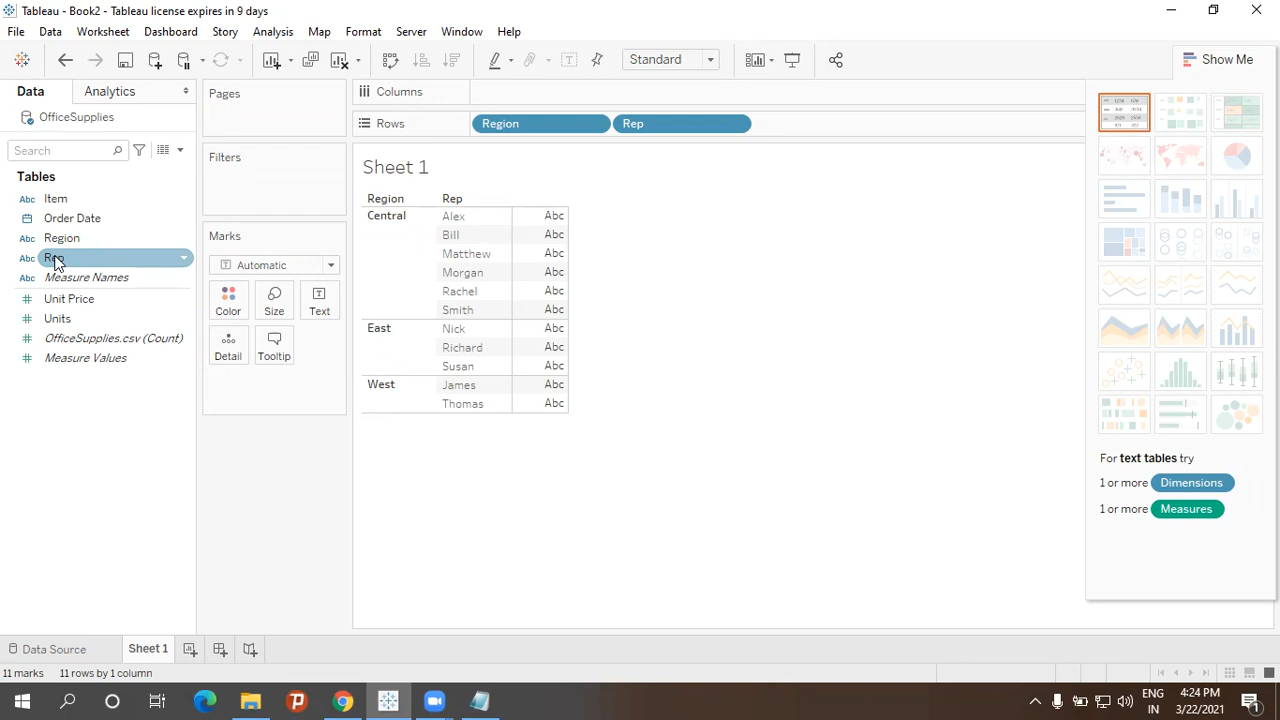 Tableau - Book2 - Tableau license expires in 9 days
File Data Worksheet Dashboard Story Analysis Map Format Server Window Help
Standard
Show Me
Data Analytics
OfficeSupplies
Search
Tables
Abc Item
Order Date
Abc Region
Abc Rep
Abc Measure Names
# Unit Price
# Units
# OfficeSupplies.csv (Count)
# Measure Values
Pages
Filters
Marks
Automatic
Color Size Text
Detail Tooltip
Columns
Rows Region Rep
Sheet 1
Region Rep
Central Alex Abc
Bill Abc
Matthew Abc
Morgan Abc
Rachel Abc
Smith Abc
East Nick Abc
Richard Abc
Susan Abc
West James Abc
Thomas Abc
For text tables try
1 or more Dimensions
1 or more Measures
Data Source Sheet 1
11 marks 11 rows by 1 column
ENG
IN
4:24 PM
3/22/2021
1